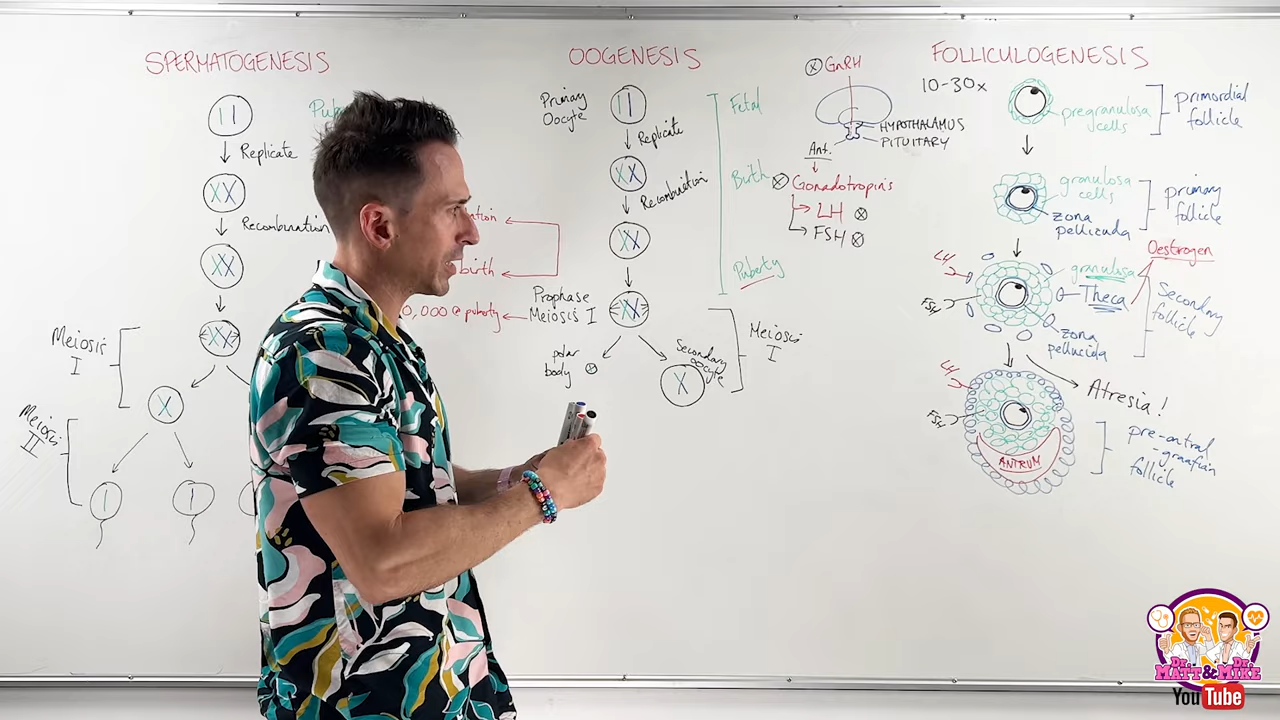 SPERMATOGENESIS
Replicate
Recombination
Meiosis
I
Meiosis
II
birth
000 @ puberty
OOGENESIS
Primary
Oocyte
Replicate
Recombination
Prophase
Meiosis I
polar
body
Secondary
oocyte
Meiosis
I
Fetal
Birth
Puberty
GnRH
HYPOTHALAMUS
PITUITARY
Ant.
Gonadotropins
LH
FSH
FOLLICULOGENESIS
10-30x
pregranulosa
cells
primordial
follicle
granulosa
cells
zona
pellicuda
primary
follicle
LH
FSH
granulosa
Theca
zona
pellucida
Oestrogen
Secondary
follicle
LH
FSH
ANTRUM
Atresia!
pre-antral
-graafian
follicle
DR. MATT & DR. MIKE
YouTube